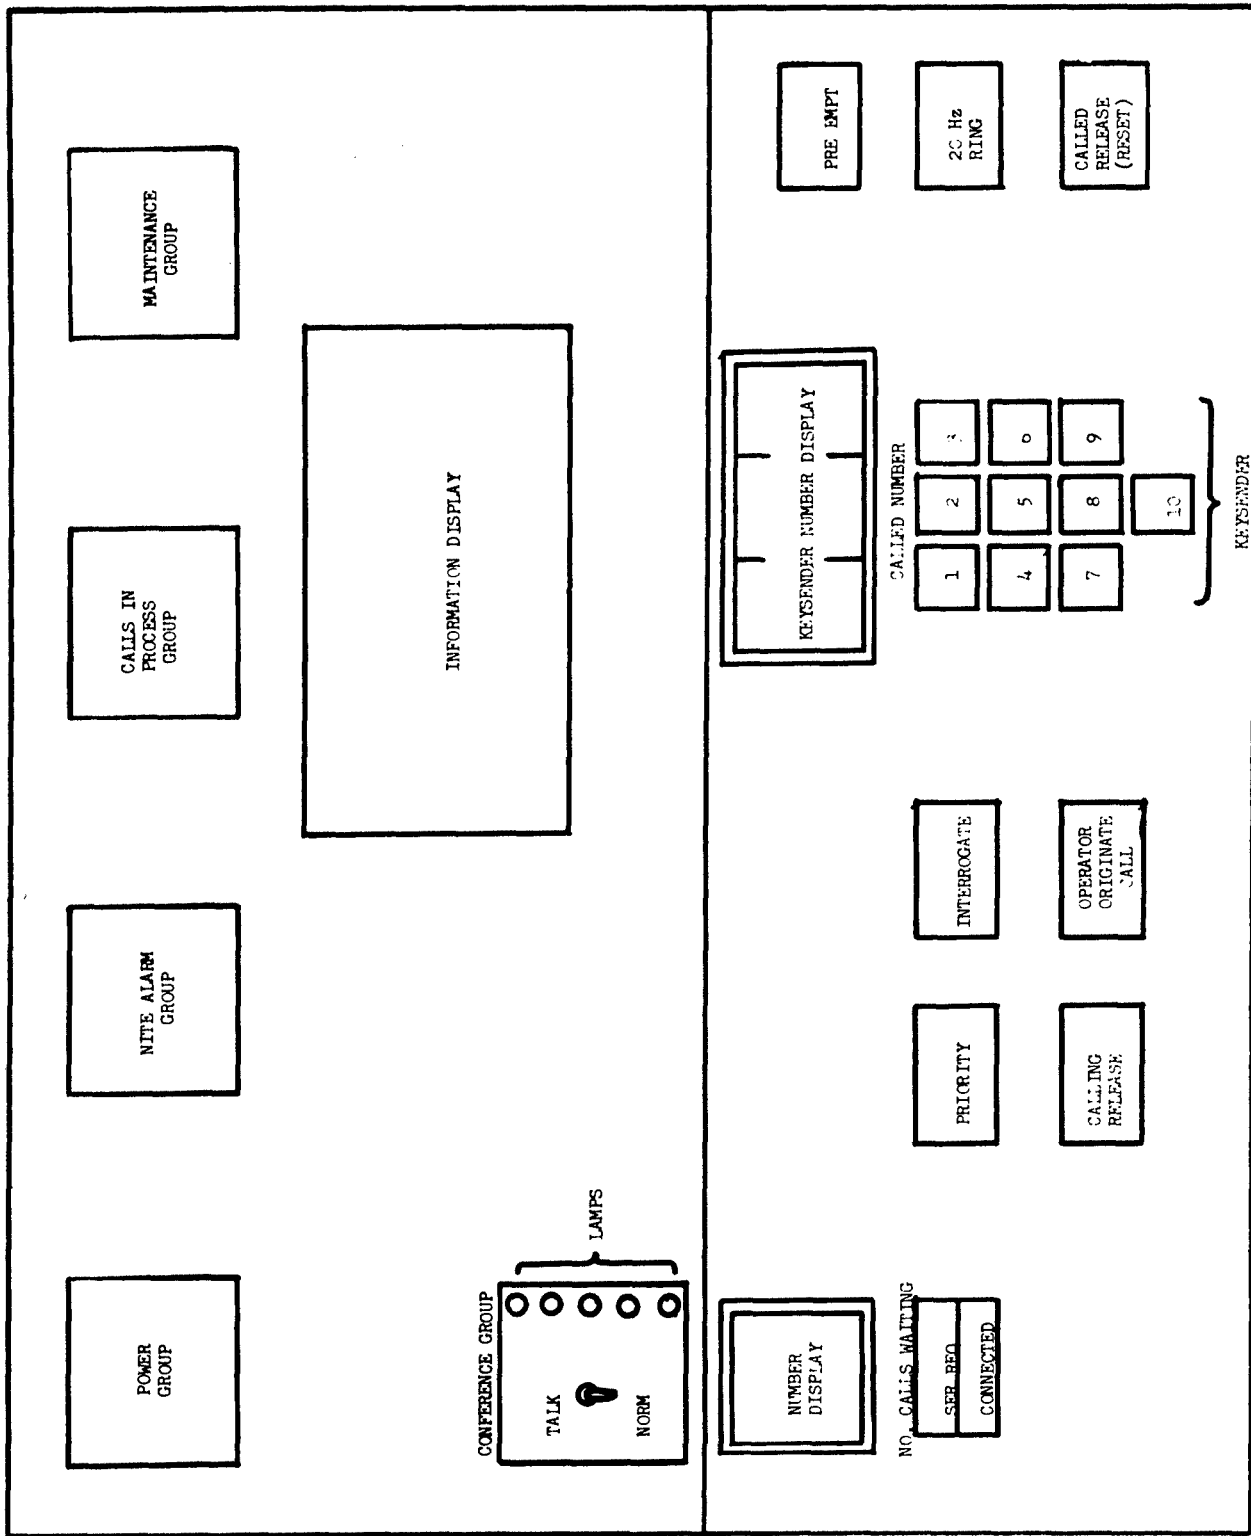 POWER
GROUP
NITE ALARM
GROUP
CALLS IN
PROCESS
GROUP
MAINTENANCE
GROUP
INFORMATION DISPLAY
CONFERENCE GROUP
TALK
NORM
LAMPS
NUMBER
DISPLAY
NO. CALLS WAITING
SER REQ
CONNECTED
PRIORITY
INTERROGATE
CALLING
RELEASE
OPERATOR
ORIGINATE
CALL
KEYSENDER NUMBER DISPLAY
CALLED NUMBER
1 2 3
4 5 6
7 8 9
10
KEYSENDER
PRE EMPT
20 Hz
RING
CALLED
RELEASE
(RESET)